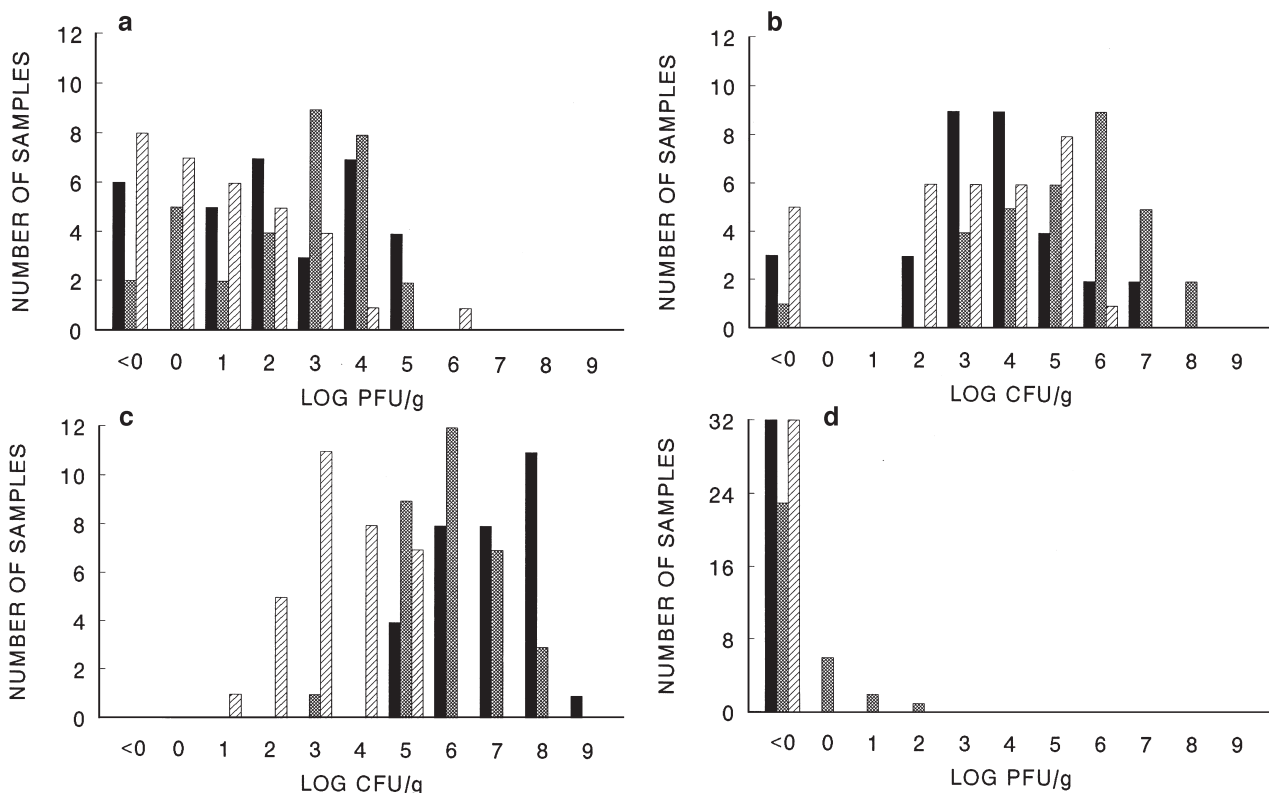 a
NUMBER OF SAMPLES
12
10
8
6
4
2
0
<0 0 1 2 3 4 5 6 7 8 9
LOG PFU/g
b
NUMBER OF SAMPLES
12
10
8
6
4
2
0
<0 0 1 2 3 4 5 6 7 8 9
LOG CFU/g
c
NUMBER OF SAMPLES
12
10
8
6
4
2
0
<0 0 1 2 3 4 5 6 7 8 9
LOG CFU/g
d
NUMBER OF SAMPLES
32
24
16
8
0
<0 0 1 2 3 4 5 6 7 8 9
LOG PFU/g